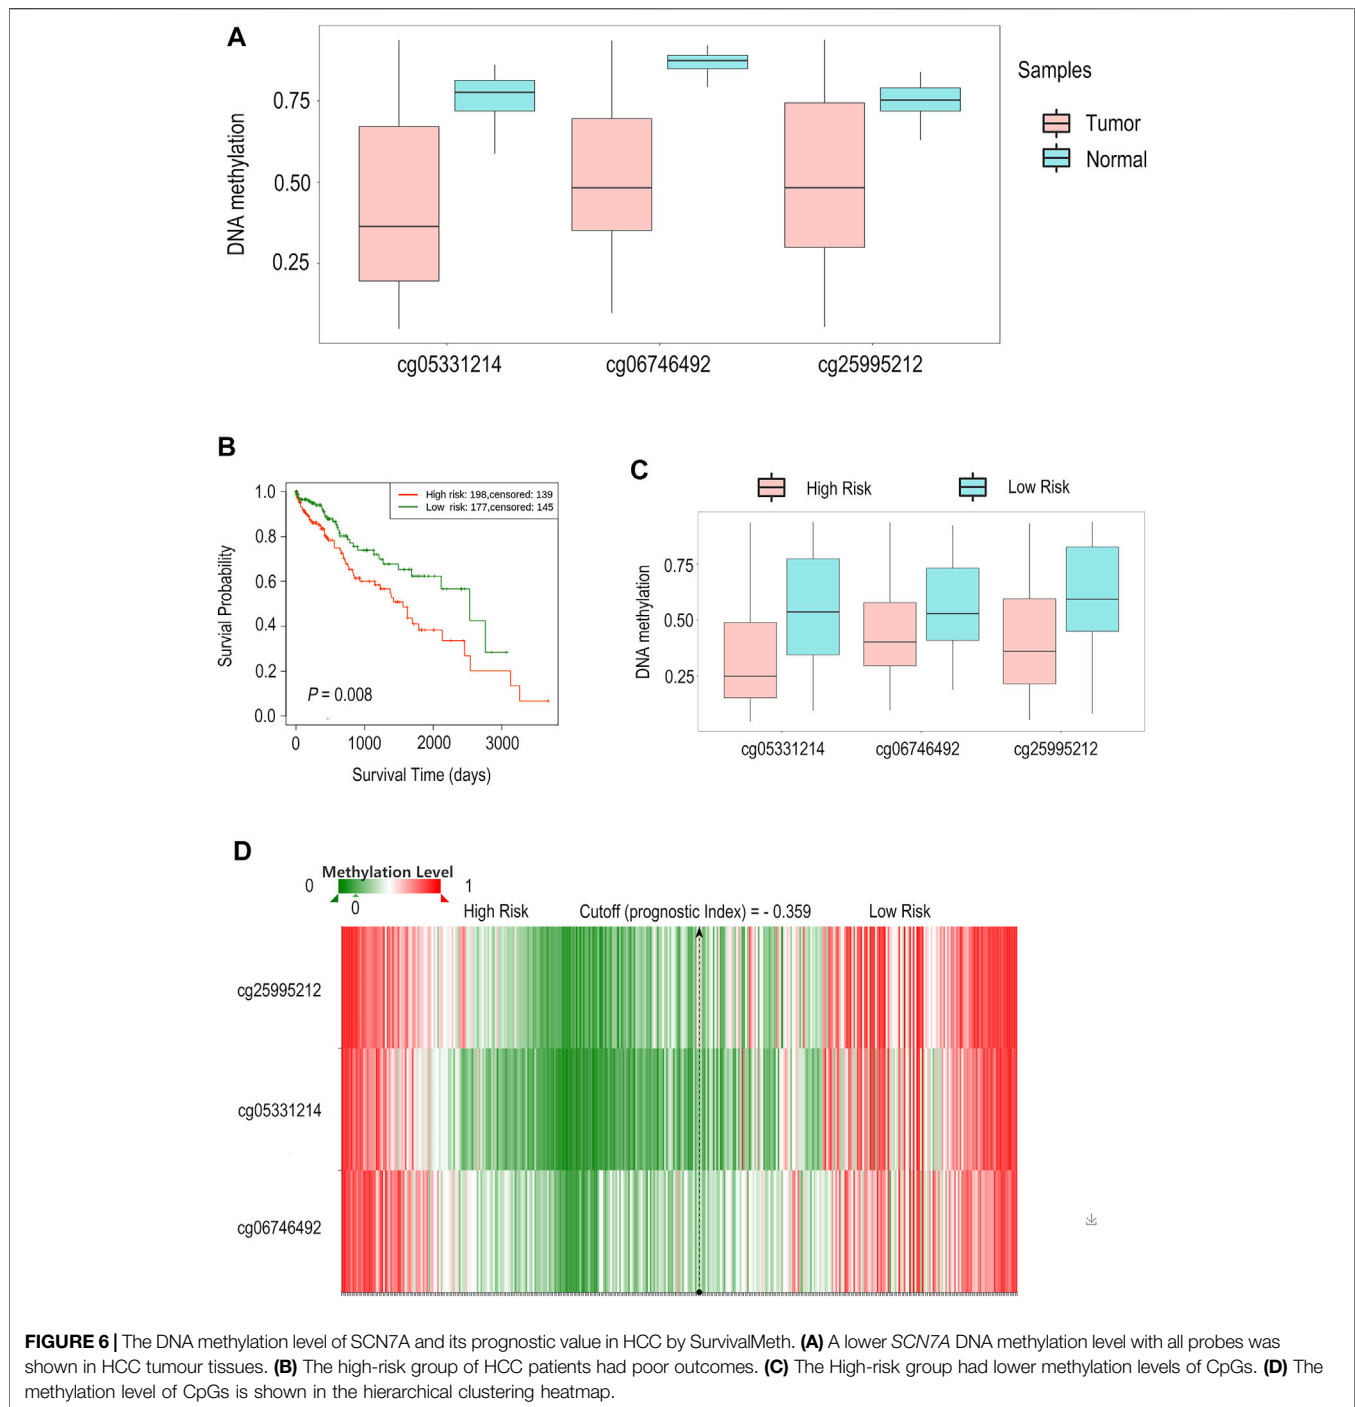 A
DNA methylation
0.75
0.50
0.25
cg05331214
cg06746492
cg25995212
Samples
Tumor
Normal
B
Survial Probability
1.0
0.8
0.6
0.4
0.2
0.0
High risk: 198,censored: 139
Low risk: 177,censored: 145
P = 0.008
0
1000
2000
3000
Survival Time (days)
C
High Risk
Low Risk
DNA methylation
0.75
0.50
0.25
cg05331214
cg06746492
cg25995212
D
Methylation Level
0
1
0
High Risk
Cutoff (prognostic Index) = - 0.359
Low Risk
cg25995212
cg05331214
cg06746492
FIGURE 6 | The DNA methylation level of SCN7A and its prognostic value in HCC by SurvivalMeth. (A) A lower SCN7A DNA methylation level with all probes was
shown in HCC tumour tissues. (B) The high-risk group of HCC patients had poor outcomes. (C) The High-risk group had lower methylation levels of CpGs. (D) The
methylation level of CpGs is shown in the hierarchical clustering heatmap.